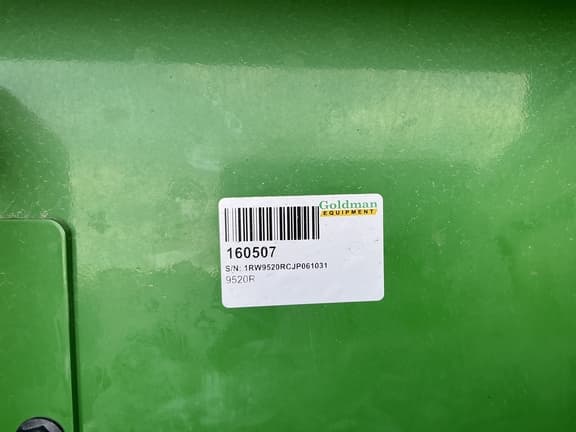 Goldman
EQUIPMENT
160507
S/N: 1RW9520RCJP061031
9520R